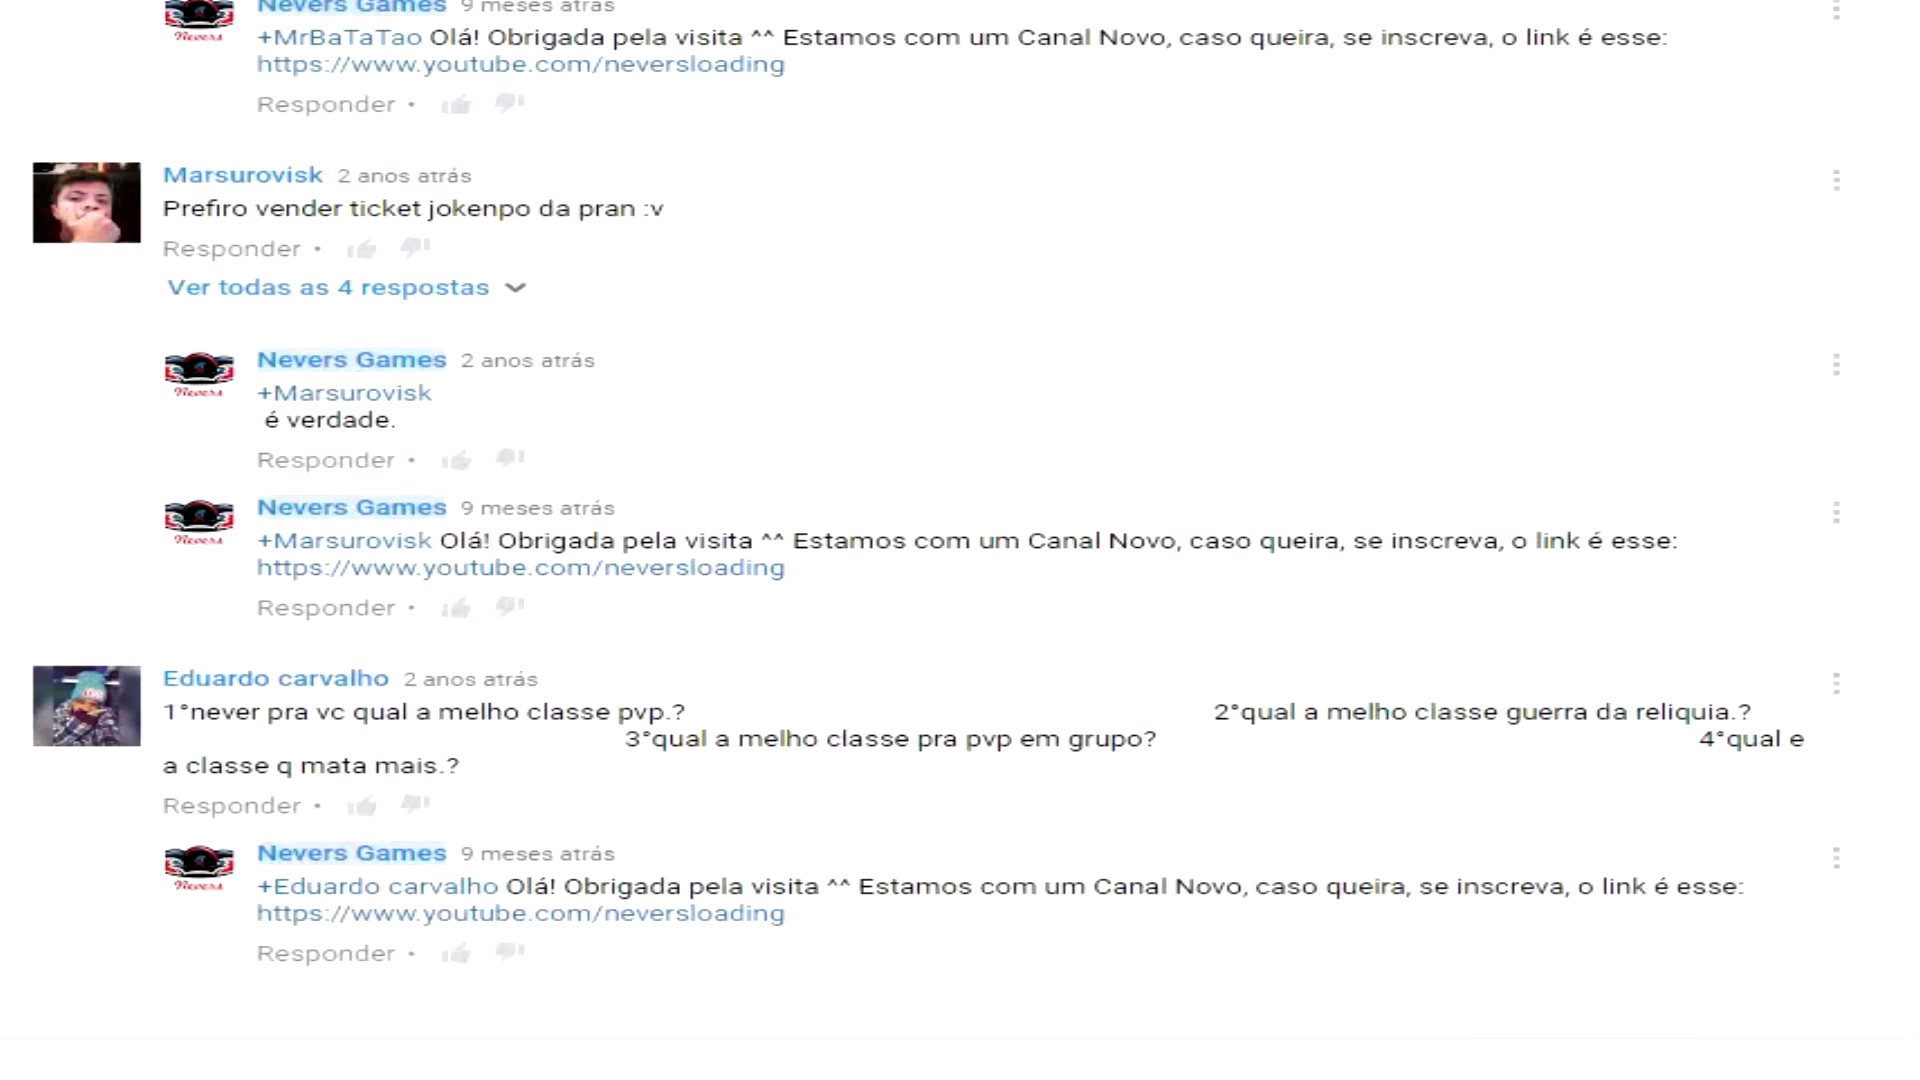 Nevers Games 9 meses atrás
+MrBaTaTao Olá! Obrigada pela visita ^^ Estamos com um Canal Novo, caso queira, se inscreva, o link é esse:
https://www.youtube.com/neversloading
Responder •
Marsurovisk 2 anos atrás
Prefiro vender ticket jokenpo da pran :v
Responder •
Ver todas as 4 respostas
Nevers Games 2 anos atrás
+Marsurovisk
é verdade.
Responder •
Nevers Games 9 meses atrás
+Marsurovisk Olá! Obrigada pela visita ^^ Estamos com um Canal Novo, caso queira, se inscreva, o link é esse:
https://www.youtube.com/neversloading
Responder •
Eduardo carvalho 2 anos atrás
1°never pra vc qual a melho classe pvp.? 2°qual a melho classe guerra da reliquia.?
3°qual a melho classe pra pvp em grupo? 4°qual e
a classe q mata mais.?
Responder •
Nevers Games 9 meses atrás
+Eduardo carvalho Olá! Obrigada pela visita ^^ Estamos com um Canal Novo, caso queira, se inscreva, o link é esse:
https://www.youtube.com/neversloading
Responder •
Nevers
Nevers
Nevers
Nevers